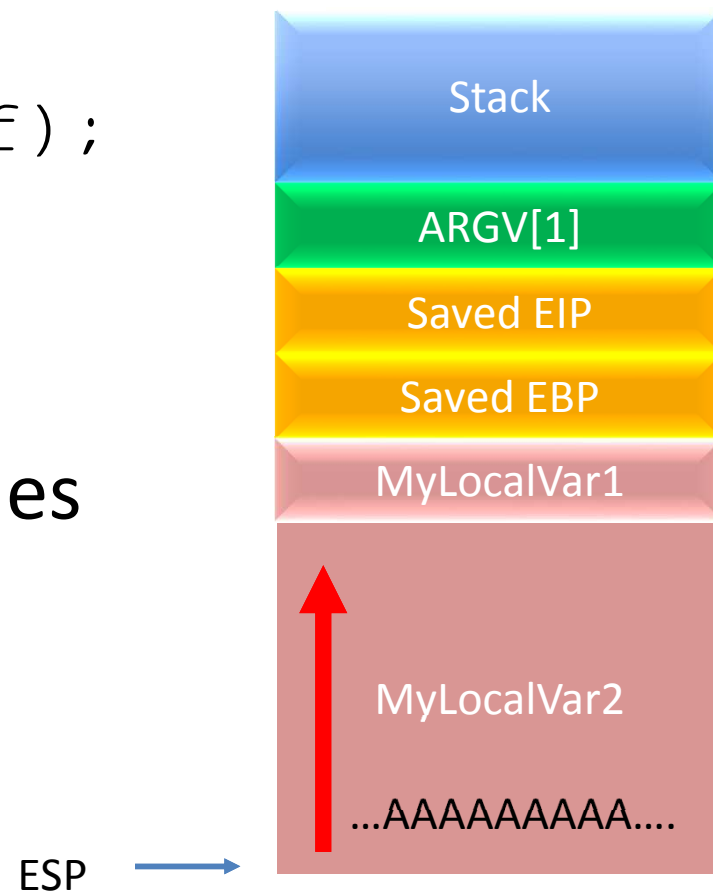 f);
es
Stack
ARGV[1]
Saved EIP
Saved EBP
MyLocalVar1
MyLocalVar2
...AAAAAAAAA....
ESP